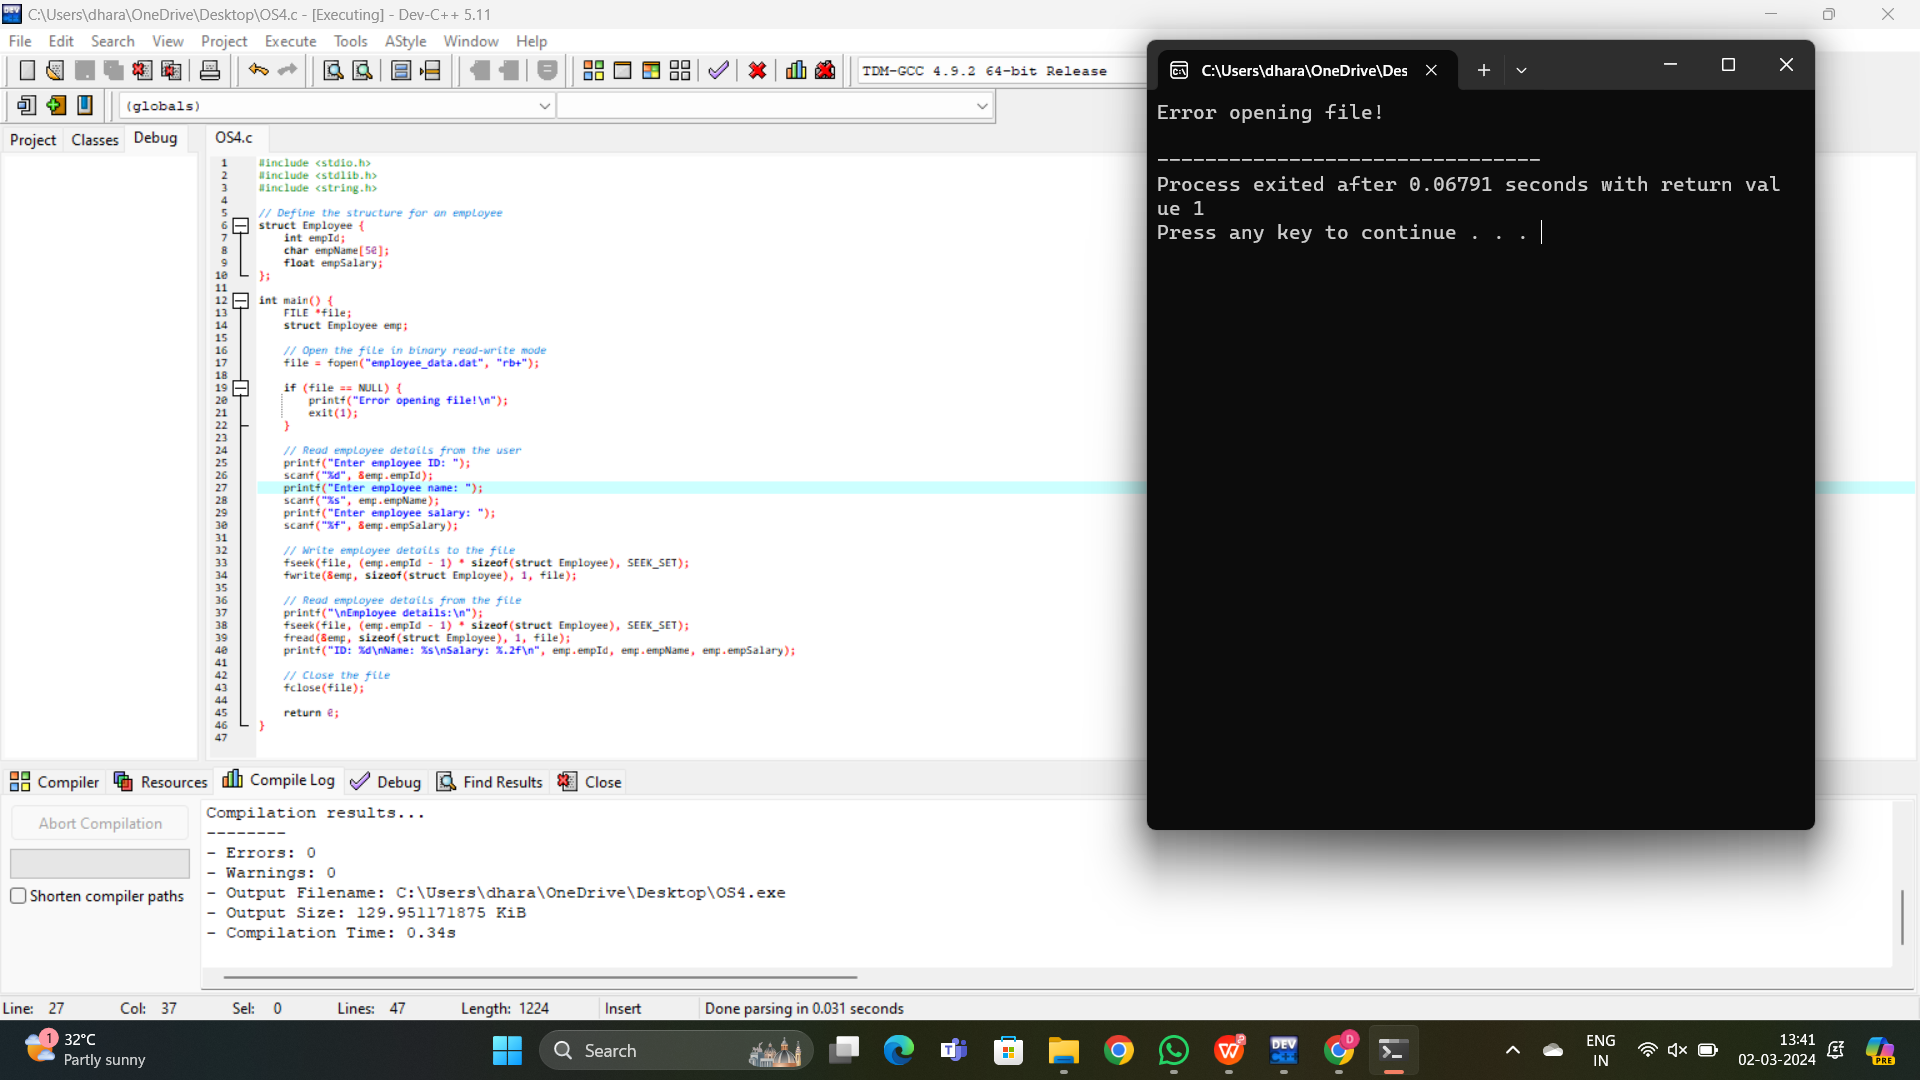 C:\Users\dhara\OneDrive\Desktop\OS4.c - [Executing] - Dev-C++ 5.11
File Edit Search View Project Execute Tools AStyle Window Help
TDM-GCC 4.9.2 64-bit Release
(globals)
Project Classes Debug
OS4.c
1 #include <stdio.h>
2 #include <stdlib.h>
3 #include <string.h>
4
5 // Define the structure for an employee
6 struct Employee {
7 int empId;
8 char empName[50];
9 float empSalary;
10 };
11
12 int main() {
13 FILE *file;
14 struct Employee emp;
15
16 // Open the file in binary read-write mode
17 file = fopen("employee_data.dat", "rb+");
18
19 if (file == NULL) {
20 printf("Error opening file!\n");
21 exit(1);
22 }
23
24 // Read employee details from the user
25 printf("Enter employee ID: ");
26 scanf("%d", &emp.empId);
27 printf("Enter employee name: ");
28 scanf("%s", emp.empName);
29 printf("Enter employee salary: ");
30 scanf("%f", &emp.empSalary);
31
32 // Write employee details to the file
33 fseek(file, (emp.empId - 1) * sizeof(struct Employee), SEEK_SET);
34 fwrite(&emp, sizeof(struct Employee), 1, file);
35
36 // Read employee details from the file
37 printf("\nEmployee details:\n");
38 fseek(file, (emp.empId - 1) * sizeof(struct Employee), SEEK_SET);
39 fread(&emp, sizeof(struct Employee), 1, file);
40 printf("ID: %d\nName: %s\nSalary: %.2f\n", emp.empId, emp.empName, emp.empSalary);
41
42 // Close the file
43 fclose(file);
44
45 return 0;
46 }
47
C:\Users\dhara\OneDrive\Des
Error opening file!
--------------------------------
Process exited after 0.06791 seconds with return val
ue 1
Press any key to continue . . .
Compiler Resources Compile Log Debug Find Results Close
Abort Compilation
Shorten compiler paths
Compilation results...
--------
- Errors: 0
- Warnings: 0
- Output Filename: C:\Users\dhara\OneDrive\Desktop\OS4.exe
- Output Size: 129.951171875 KiB
- Compilation Time: 0.34s
Line: 27 Col: 37 Sel: 0 Lines: 47 Length: 1224 Insert Done parsing in 0.031 seconds
1
32°C
Partly sunny
Search
DEV
D
ENG
IN
13:41
02-03-2024
PRE